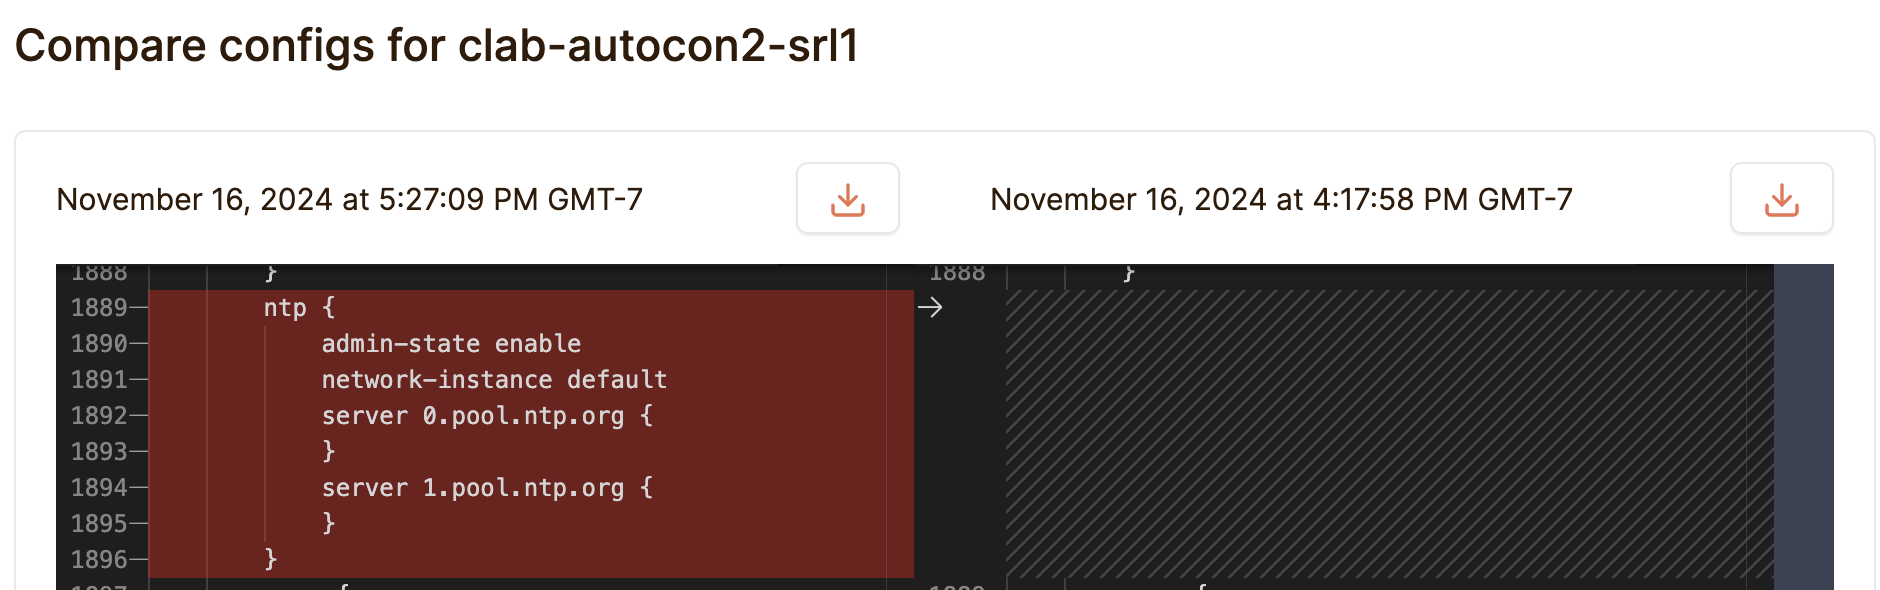 Compare configs for clab-autocon2-srl1
November 16, 2024 at 5:27:09 PM GMT-7
November 16, 2024 at 4:17:58 PM GMT-7
1888 }
1888 }
1889— ntp {
1890— admin-state enable
1891— network-instance default
1892— server 0.pool.ntp.org {
1893— }
1894— server 1.pool.ntp.org {
1895— }
1896— }